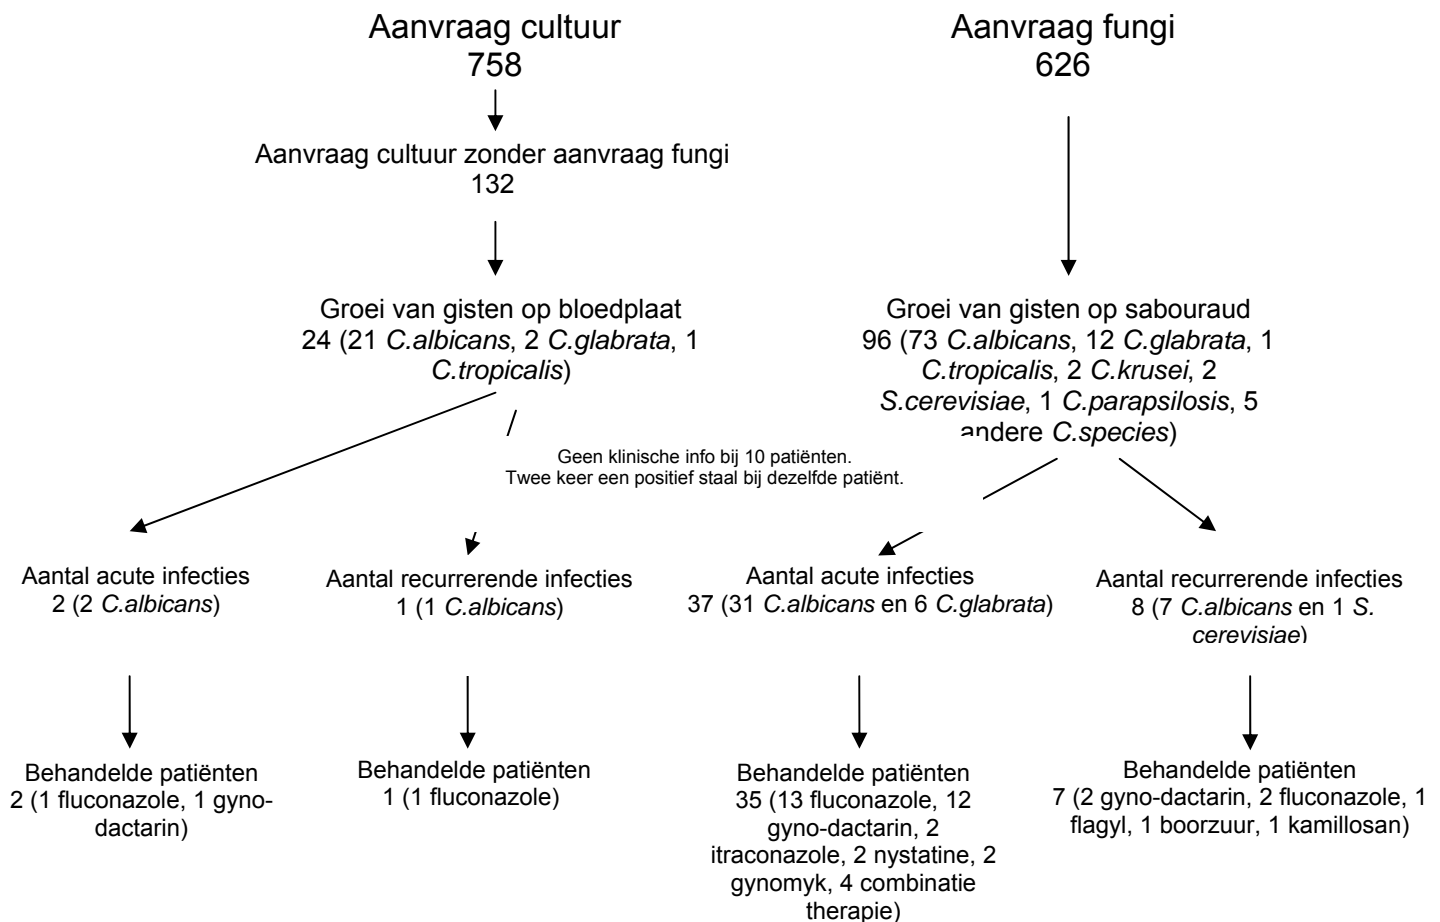 Aanvraag cultuur
758
Aanvraag fungi
626
Aanvraag cultuur zonder aanvraag fungi
132
Groei van gisten op bloedplaat
24 (21 C.albicans, 2 C.glabrata, 1
C.tropicalis)
Groei van gisten op sabouraud
96 (73 C.albicans, 12 C.glabrata, 1
C.tropicalis, 2 C.krusei, 2
S.cerevisiae, 1 C.parapsilosis, 5
andere C.species)
Geen klinische info bij 10 patiënten.
Twee keer een positief staal bij dezelfde patiënt.
Aantal acute infecties
2 (2 C.albicans)
Aantal recurrerende infecties
1 (1 C.albicans)
Aantal acute infecties
37 (31 C.albicans en 6 C.glabrata)
Aantal recurrerende infecties
8 (7 C.albicans en 1 S.
cerevisiae)
Behandelde patiënten
2 (1 fluconazole, 1 gyno-
dactarin)
Behandelde patiënten
1 (1 fluconazole)
Behandelde patiënten
35 (13 fluconazole, 12
gyno-dactarin, 2
itraconazole, 2 nystatine, 2
gynomyk, 4 combinatie
therapie)
Behandelde patiënten
7 (2 gyno-dactarin, 2 fluconazole, 1
flagyl, 1 boorzuur, 1 kamillosan)